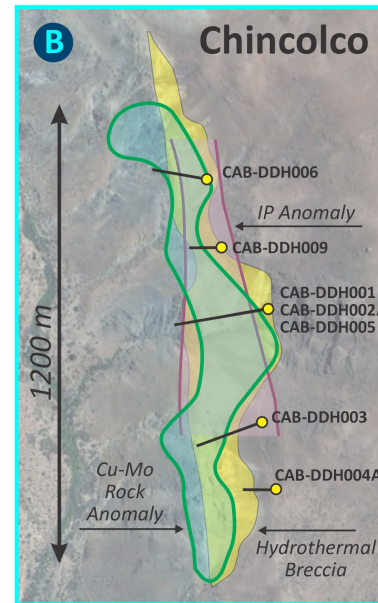 B
Chincolco
CAB-DDH006
IP Anomaly
CAB-DDH009
CAB-DDH001
CAB-DDH002A
CAB-DDH005
1200 m
CAB-DDH003
Cu-Mo
Rock
Anomaly
CAB-DDH004A
Hydrothermal
Breccia